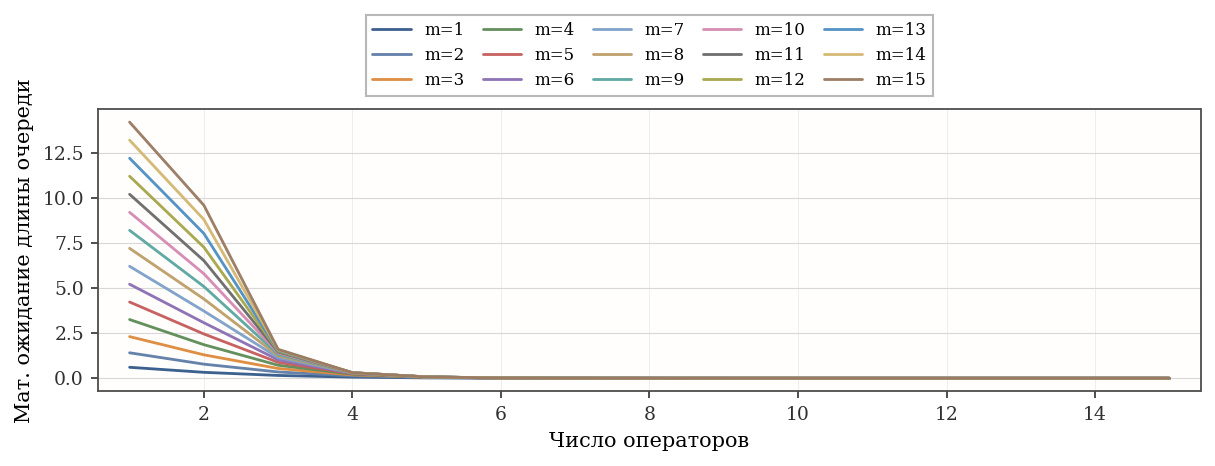 m=1 m=4 m=7 m=10 m=13
m=2 m=5 m=8 m=11 m=14
m=3 m=6 m=9 m=12 m=15
Мат. ожидание длины очереди
12.5
10.0
7.5
5.0
2.5
0.0
2 4 6 8 10 12 14
Число операторов